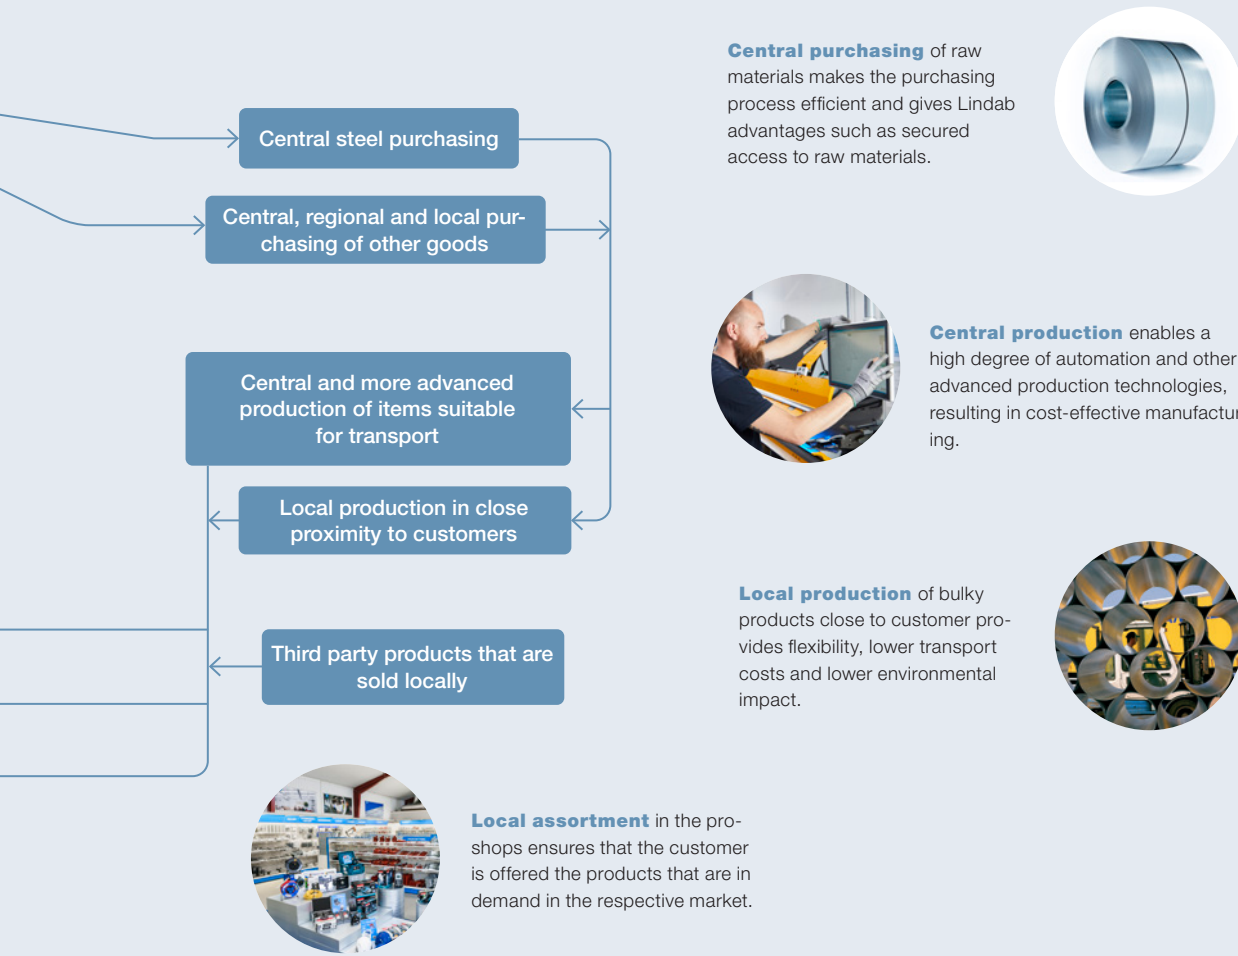 Central purchasing of raw
materials makes the purchasing
process efficient and gives Lindab
advantages such as secured
access to raw materials.
Central steel purchasing
Central, regional and local pur-
chasing of other goods
Central production enables a
high degree of automation and other
advanced production technologies,
resulting in cost-effective manufactur
ing.
Central and more advanced
production of items suitable
for transport
Local production in close
proximity to customers
Local production of bulky
products close to customer pro-
vides flexibility, lower transport
costs and lower environmental
impact.
Third party products that are
sold locally
Local assortment in the pro-
shops ensures that the customer
is offered the products that are in
demand in the respective market.